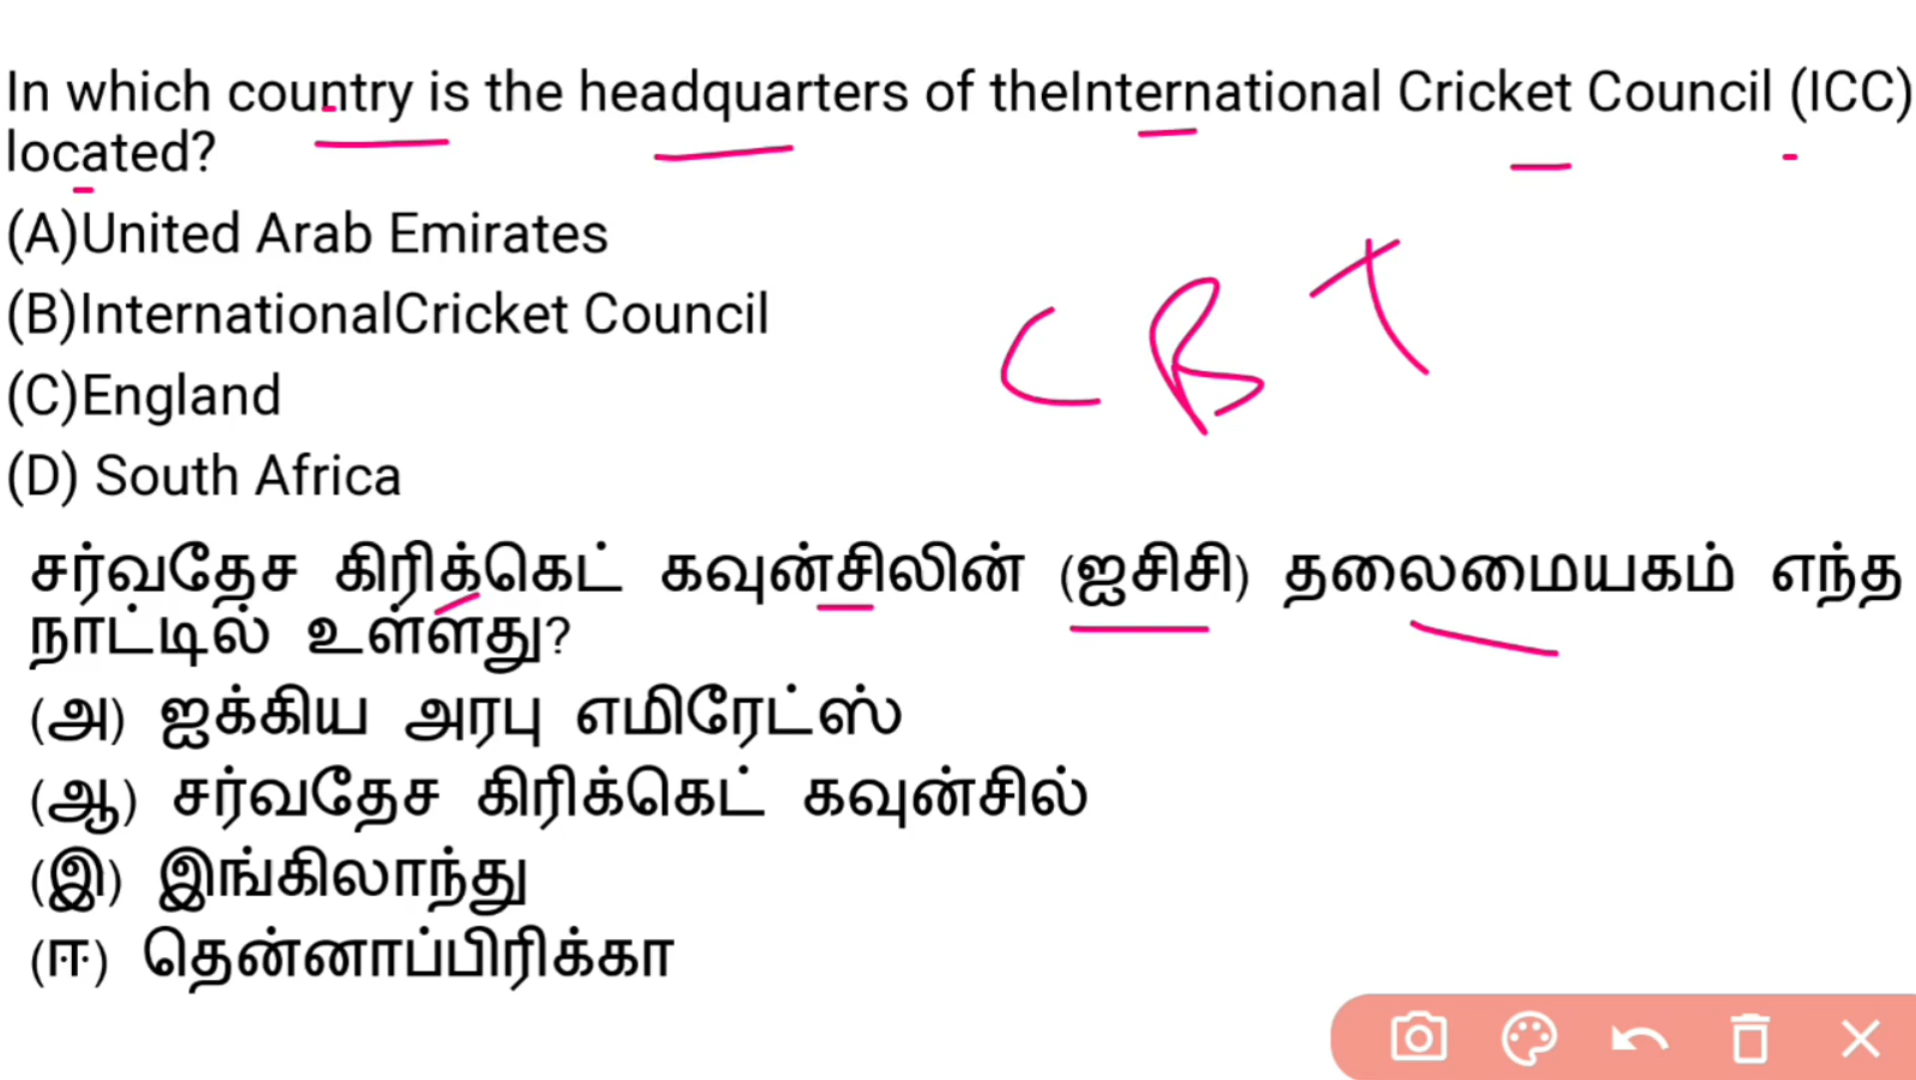 In which country is the headquarters of theInternational Cricket Council (ICC)
located?
(A)United Arab Emirates
(B)InternationalCricket Council
(C)England
(D) South Africa
CBT
சர்வதேச கிரிக்கெட் கவுன்சிலின் (ஐசிசி) தலைமையகம் எந்த
நாட்டில் உள்ளது?
(அ) ஐக்கிய அரபு எமிரேட்ஸ்
(ஆ) சர்வதேச கிரிக்கெட் கவுன்சில்
(இ) இங்கிலாந்து
(ஈ) தென்னாப்பிரிக்கா